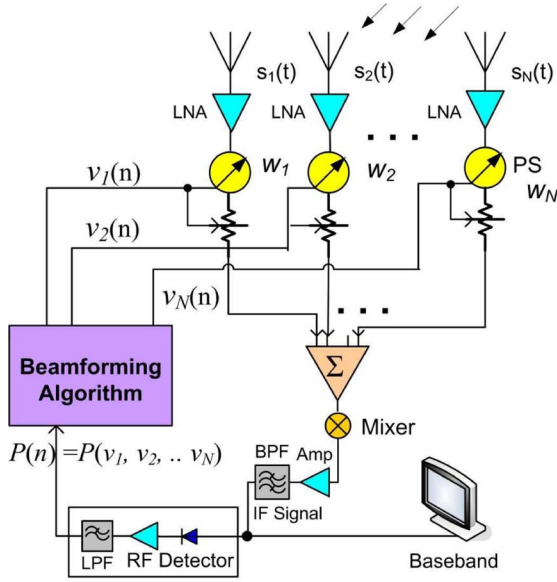 s1(t)
s2(t)
sN(t)
LNA
LNA
LNA
w1
w2
PS
wN
v1(n)
v2(n)
vN(n)
. . .
. . .
Beamforming
Algorithm
Σ
Mixer
P(n) =P(v1, v2, .. vN)
BPF
Amp
IF Signal
LPF
RF Detector
Baseband